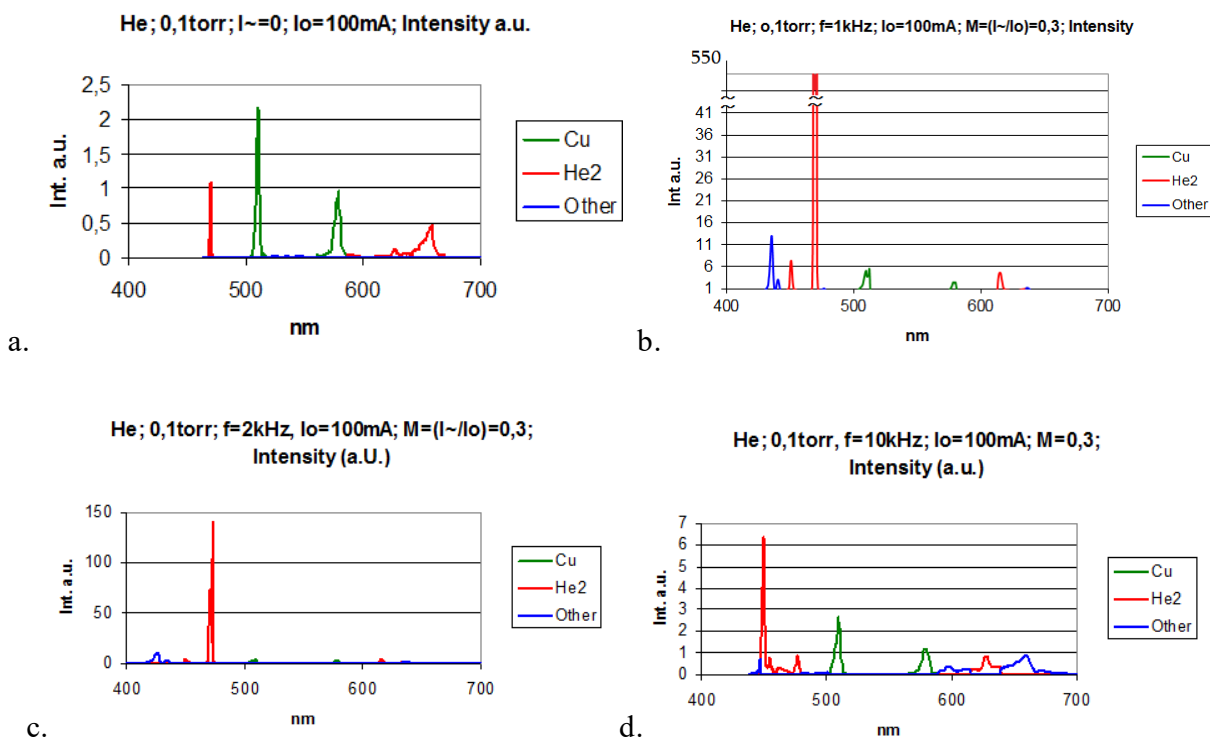 He; 0,1torr; I~=0; Io=100mA; Intensity a.u.
2,5
2
1,5
1
0,5
0
Int. a.u.
400 500 600 700
nm
Cu
He2
Other
a.
He; o,1torr; f=1kHz; Io=100mA; M=(I~/Io)=0,3; Intensity
550
41
36
31
26
21
16
11
6
1
Int a.u.
400 500 600 700
nm
Cu
He2
Other
b.
He; 0,1torr; f=2kHz, Io=100mA; M=(I~/Io)=0,3;
Intensity (a.U.)
150
100
50
0
Int. a.u.
400 500 600 700
nm
Cu
He2
Other
c.
He; 0,1torr, f=10kHz; Io=100mA; M=0,3;
Intensity (a.u.)
7
6
5
4
3
2
1
0
Int. a.u.
400 500 600 700
nm
Cu
He2
Other
d.